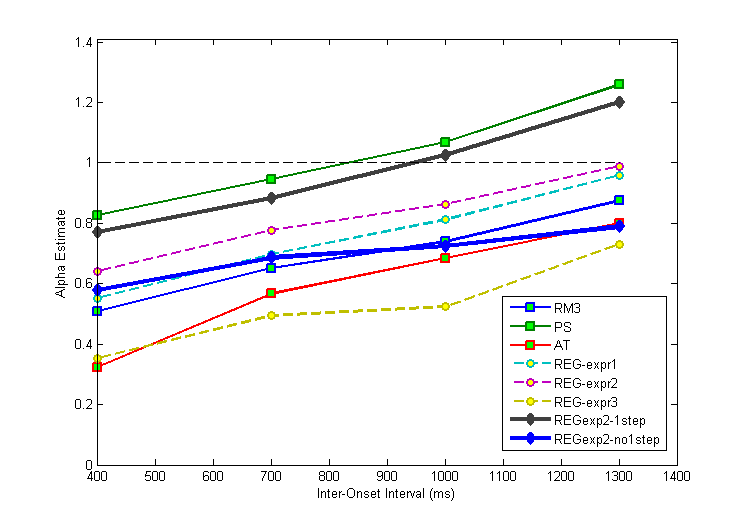 1.4
1.2
1
0.8
0.6
0.4
0.2
0
Alpha Estimate
400 500 600 700 800 900 1000 1100 1200 1300 1400
Inter-Onset Interval (ms)
RM3
PS
AT
REG-expr1
REG-expr2
REG-expr3
REGexp2-1step
REGexp2-no1step